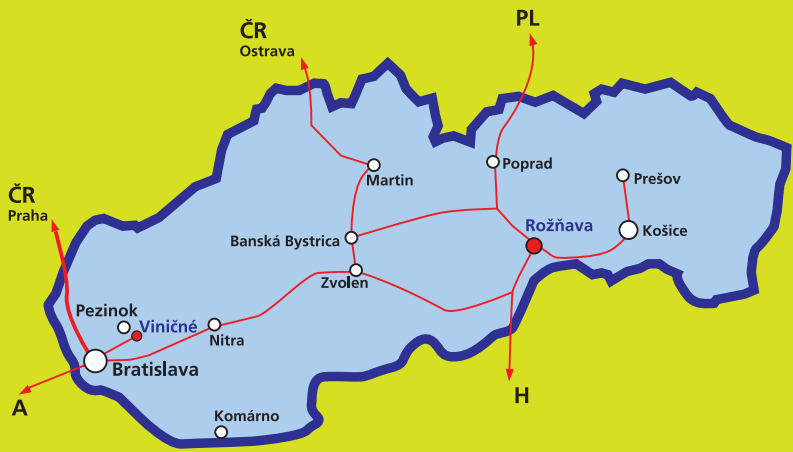 PL
ČR
Ostrava
Martin
Poprad
Prešov
ČR
Praha
Rožňava
Košice
Banská Bystrica
Zvolen
Pezinok
Viničné
Nitra
Bratislava
A
H
Komárno